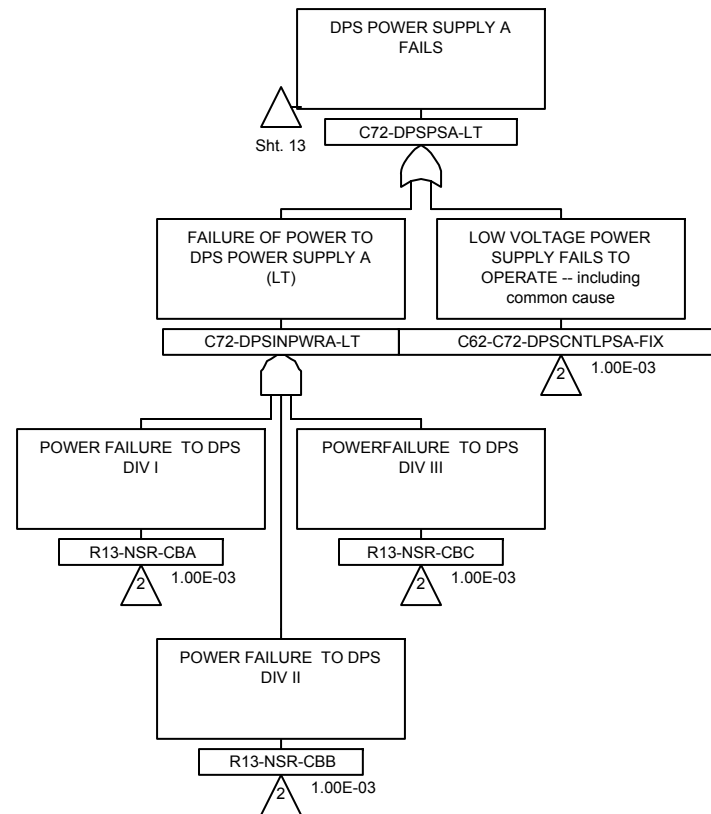 DPS POWER SUPPLY A
FAILS
Sht. 13
C72-DPSPSA-LT
FAILURE OF POWER TO
DPS POWER SUPPLY A
(LT)
LOW VOLTAGE POWER
SUPPLY FAILS TO
OPERATE -- including
common cause
C72-DPSINPWRA-LT
C62-C72-DPSCNTLPSA-FIX
2
1.00E-03
POWER FAILURE TO DPS
DIV I
POWERFAILURE TO DPS
DIV III
R13-NSR-CBA
R13-NSR-CBC
2
1.00E-03
2
1.00E-03
POWER FAILURE TO DPS
DIV II
R13-NSR-CBB
2
1.00E-03